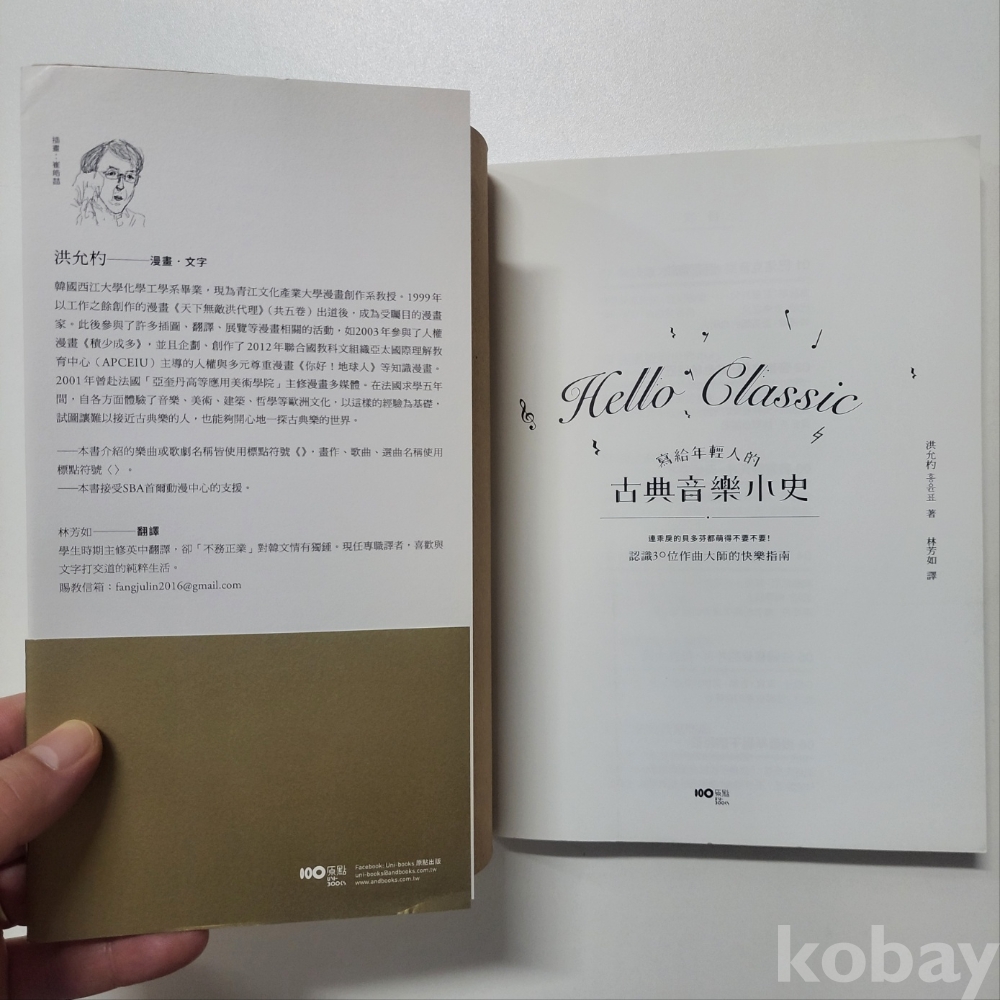 插畫・崔皓喆
洪允杓———漫畫・文字
韓國西江大學化學工學系畢業，現為青江文化產業大學漫畫創作系教授。1999年
以工作之餘創作的漫畫《天下無敵洪代理》（共五卷）出道後，成為受矚目的漫畫
家。此後參與了許多插圖、翻譯、展覽等漫畫相關的活動，如2003年參與了人權
漫畫《積少成多》，並且企劃、創作了2012年聯合國教科文組織亞太國際理解教
育中心（APCEIU）主導的人權與多元尊重漫畫《你好！地球人》等知識漫畫。
2001年曾赴法國「亞奎丹高等應用美術學院」主修漫畫多媒體。在法國求學五年
間，自各方面體驗了音樂、美術、建築、哲學等歐洲文化，以這樣的經驗為基礎，
試圖讓難以接近古典樂的人，也能夠開心地一探古典樂的世界。
——本書介紹的樂曲或歌劇名稱皆使用標點符號《》，畫作、歌曲、選曲名稱使用
標點符號〈〉。
——本書接受SBA首爾動漫中心的支援。
林芳如———翻譯
學生時期主修英中翻譯，卻「不務正業」對韓文情有獨鍾。現任專職譯者，喜歡與
文字打交道的純粹生活。
賜教信箱：fangjulin2016@gmail.com
100原點
uni-books
Facebook: Uni-books 原點出版
uni-books@andbooks.com.tw
www.andbooks.com.tw
Hello Classic
寫給年輕人的
古典音樂小史
連乖戾的貝多芬都萌得不要不要！
認識30位作曲大師的快樂指南
洪允杓 홍윤표 著
林芳如 譯
100原點
uni-books
kobay